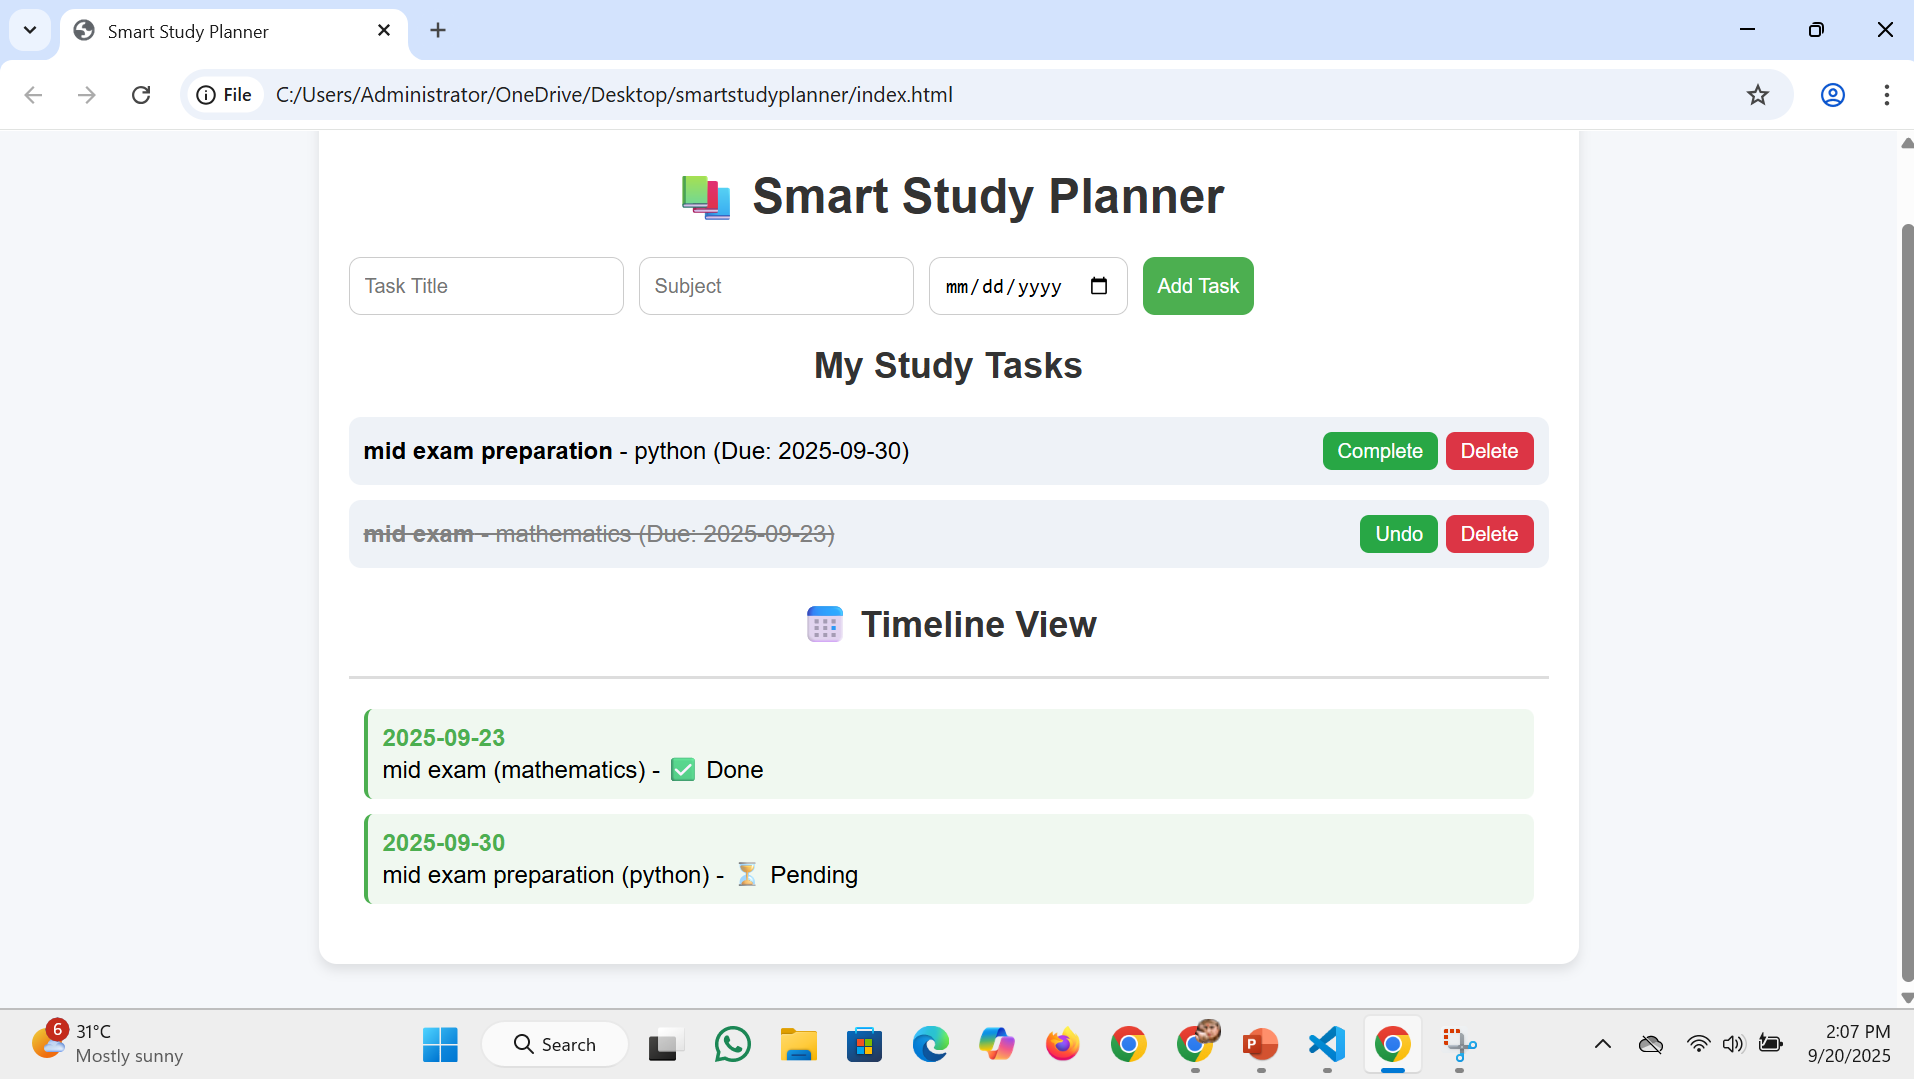 Smart Study Planner
File C:/Users/Administrator/OneDrive/Desktop/smartstudyplanner/index.html
📚 Smart Study Planner
Task Title Subject mm/dd/yyyy Add Task
My Study Tasks
mid exam preparation - python (Due: 2025-09-30) Complete Delete
mid exam - mathematics (Due: 2025-09-23) Undo Delete
📅 Timeline View
2025-09-23
mid exam (mathematics) - ✅ Done
2025-09-30
mid exam preparation (python) - ⏳ Pending
6 31°C
Mostly sunny
Search
P
2:07 PM
9/20/2025